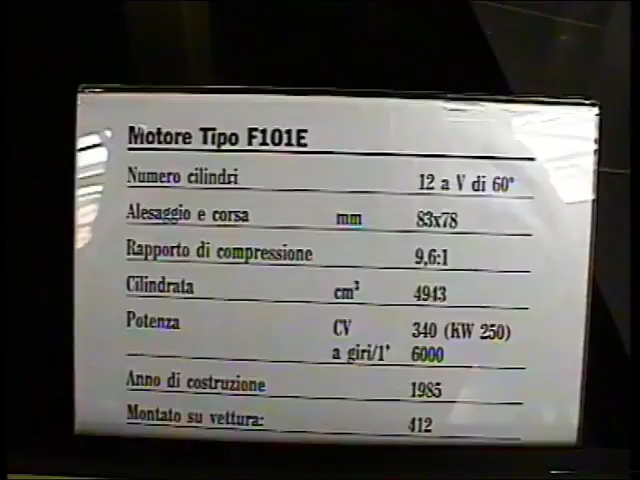 Motore Tipo F101E
Numero cilindri 12 a V di 60°
Alesaggio e corsa mm 83x78
Rapporto di compressione 9,6:1
Cilindrata cm³ 4943
Potenza CV 340 (KW 250)
a giri/1' 6000
Anno di costruzione 1985
Montato su vettura: 412